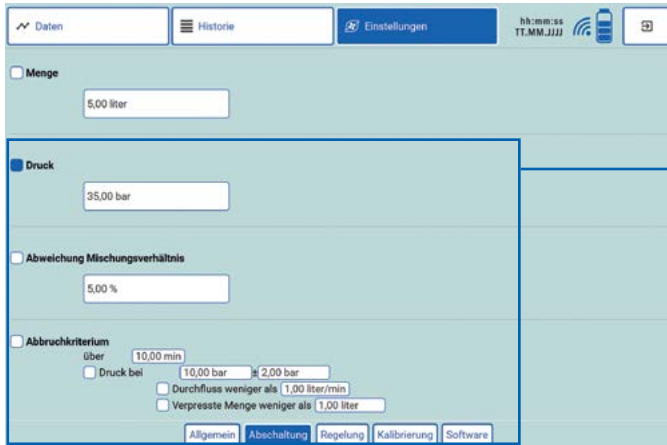 Daten Historie Einstellungen hh:mm:ss
TT.MM.JJJJ
Menge
5,00 liter
Druck
35,00 bar
Abweichung Mischungsverhältnis
5,00 %
Abbruchkriterium
über 10,00 min
Druck bei 10,00 bar ± 2,00 bar
Durchfluss weniger als 1,00 liter/min
Verpresste Menge weniger als 1,00 liter
Allgemein Abschaltung Regelung Kalibrierung Software